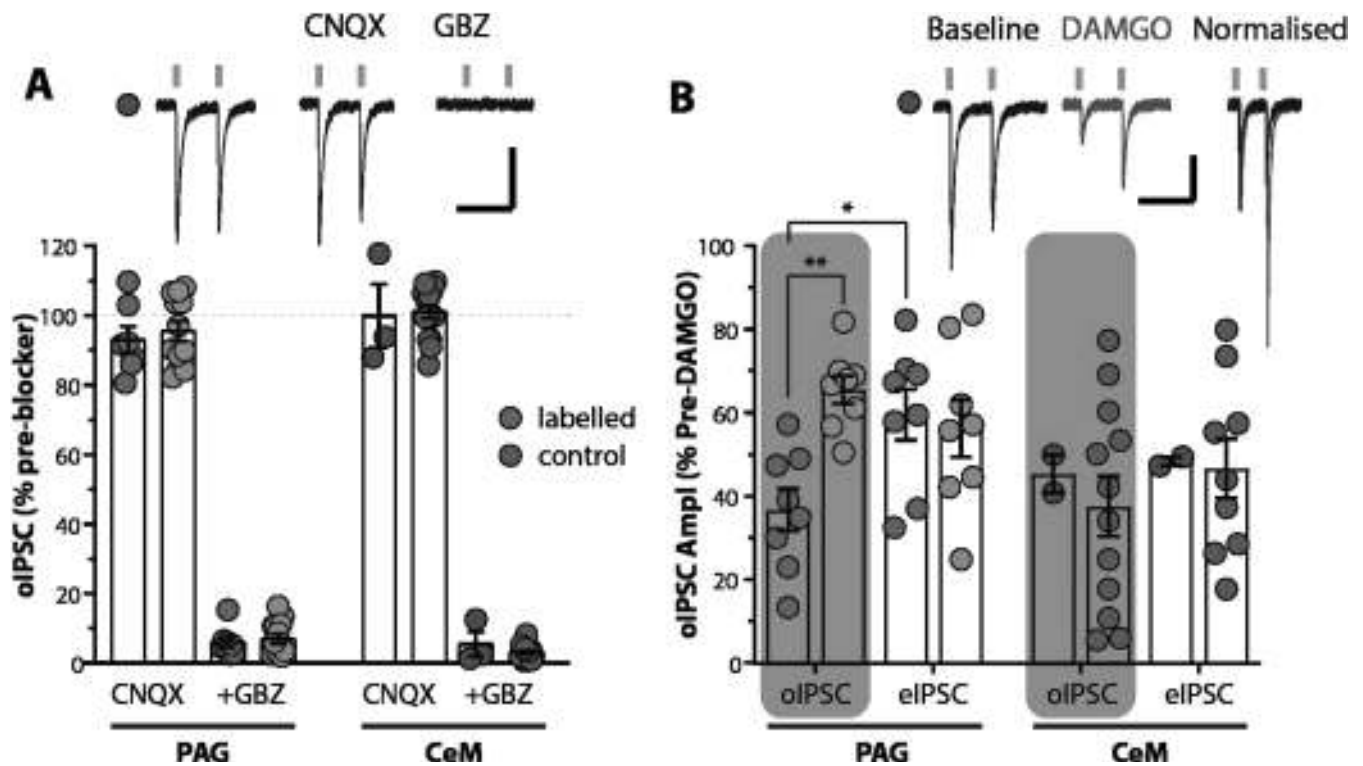 CNQX GBZ
A
oIPSC (% pre-blocker)
120
100
80
60
40
20
0
labelled
control
CNQX +GBZ CNQX +GBZ
PAG CeM
Baseline DAMGO Normalised
B
oIPSC Ampl (% Pre-DAMGO)
100
80
60
40
20
0
*
**
oIPSC eIPSC oIPSC eIPSC
PAG CeM